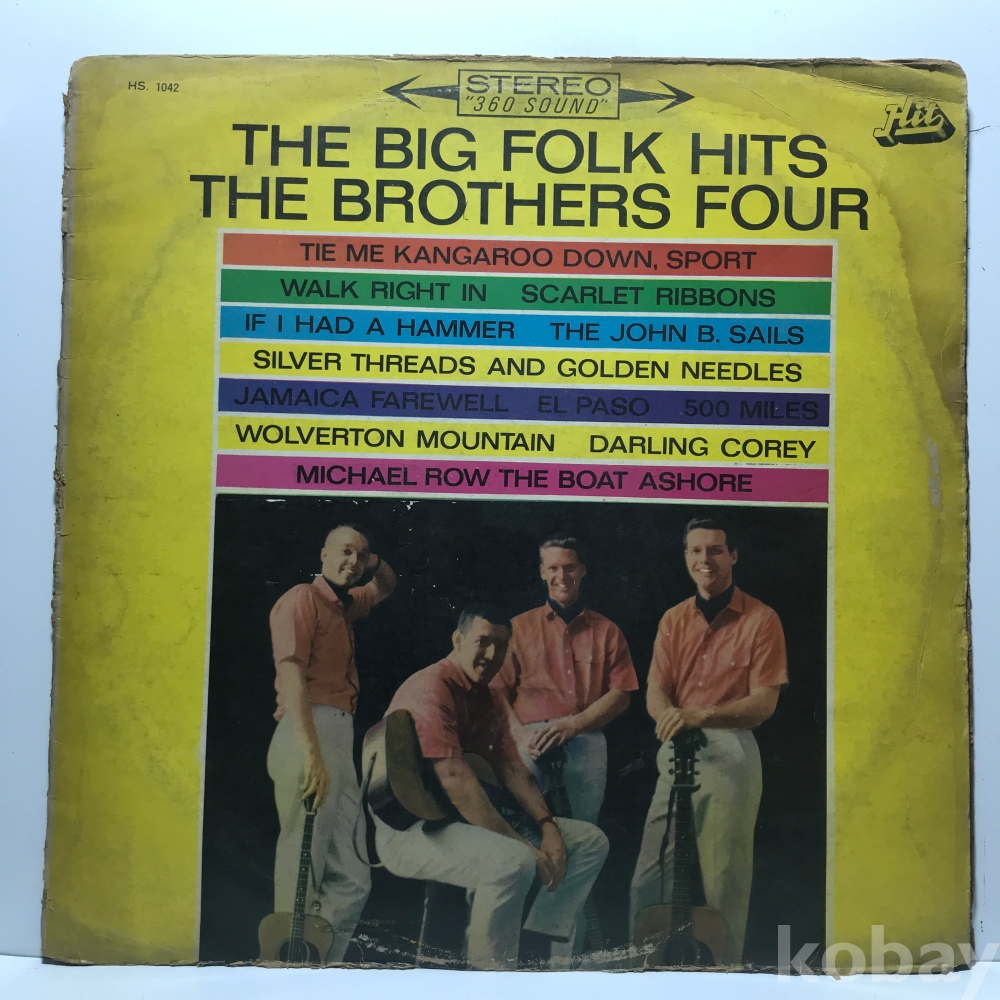 HS. 1042
STEREO
"360 SOUND"
Hit
THE BIG FOLK HITS
THE BROTHERS FOUR
TIE ME KANGAROO DOWN, SPORT
WALK RIGHT IN SCARLET RIBBONS
IF I HAD A HAMMER THE JOHN B. SAILS
SILVER THREADS AND GOLDEN NEEDLES
JAMAICA FAREWELL EL PASO 500 MILES
WOLVERTON MOUNTAIN DARLING COREY
MICHAEL ROW THE BOAT ASHORE
kobay